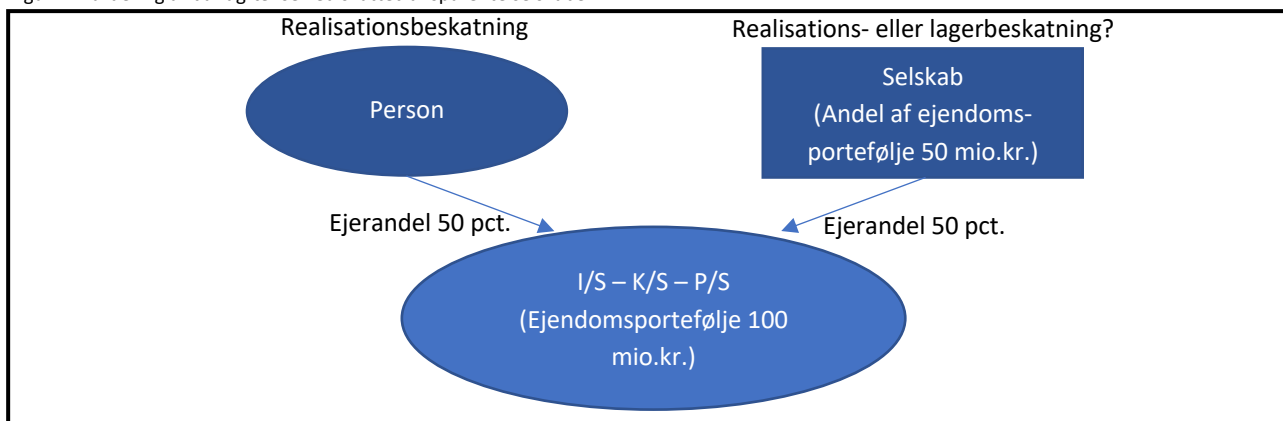 Realisationsbeskatning
Realisations- eller lagerbeskatning?
Person
Selskab
(Andel af ejendoms-
portefølje 50 mio.kr.)
Ejerandel 50 pct.
Ejerandel 50 pct.
I/S – K/S – P/S
(Ejendomsportefølje 100
mio.kr.)